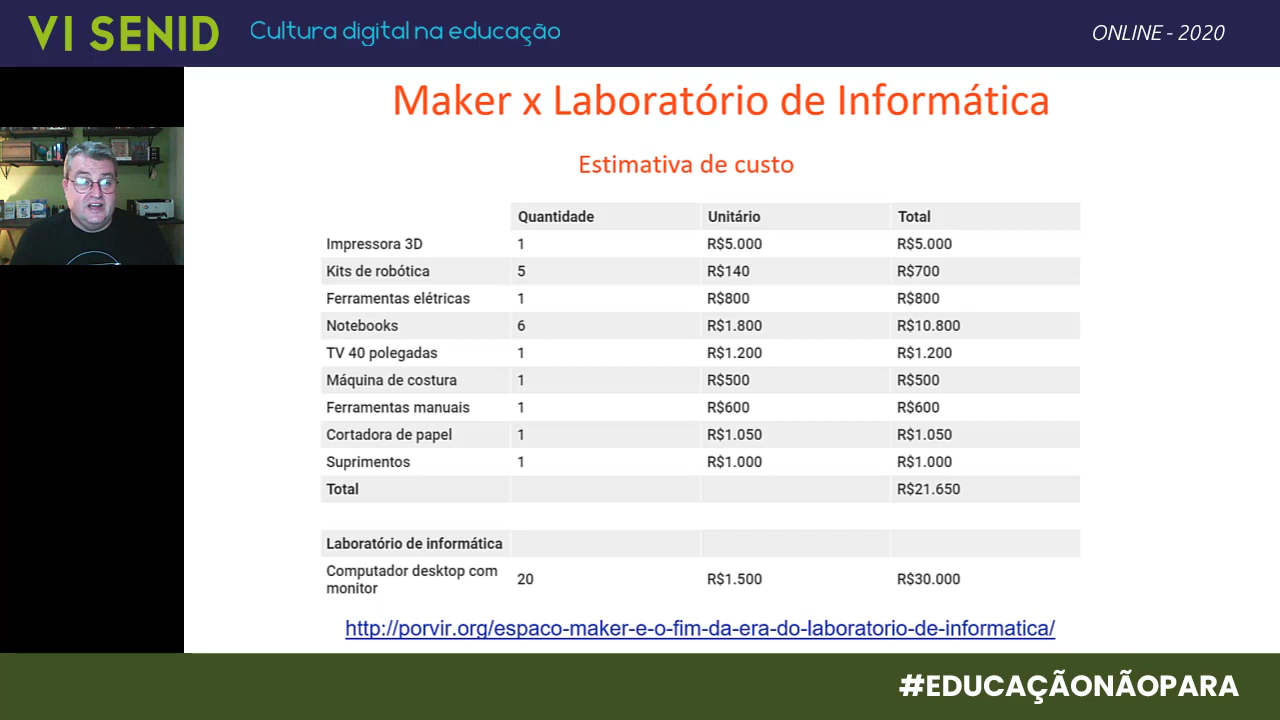 VI SENID Cultura digital na educação ONLINE - 2020
Maker x Laboratório de Informática
Estimativa de custo
Quantidade Unitário Total
Impressora 3D 1 R$5.000 R$5.000
Kits de robótica 5 R$140 R$700
Ferramentas elétricas 1 R$800 R$800
Notebooks 6 R$1.800 R$10.800
TV 40 polegadas 1 R$1.200 R$1.200
Máquina de costura 1 R$500 R$500
Ferramentas manuais 1 R$600 R$600
Cortadora de papel 1 R$1.050 R$1.050
Suprimentos 1 R$1.000 R$1.000
Total R$21.650
Laboratório de informática
Computador desktop com
monitor 20 R$1.500 R$30.000
http://porvir.org/espaco-maker-e-o-fim-da-era-do-laboratorio-de-informatica/
#EDUCAÇÃONÃOPARA